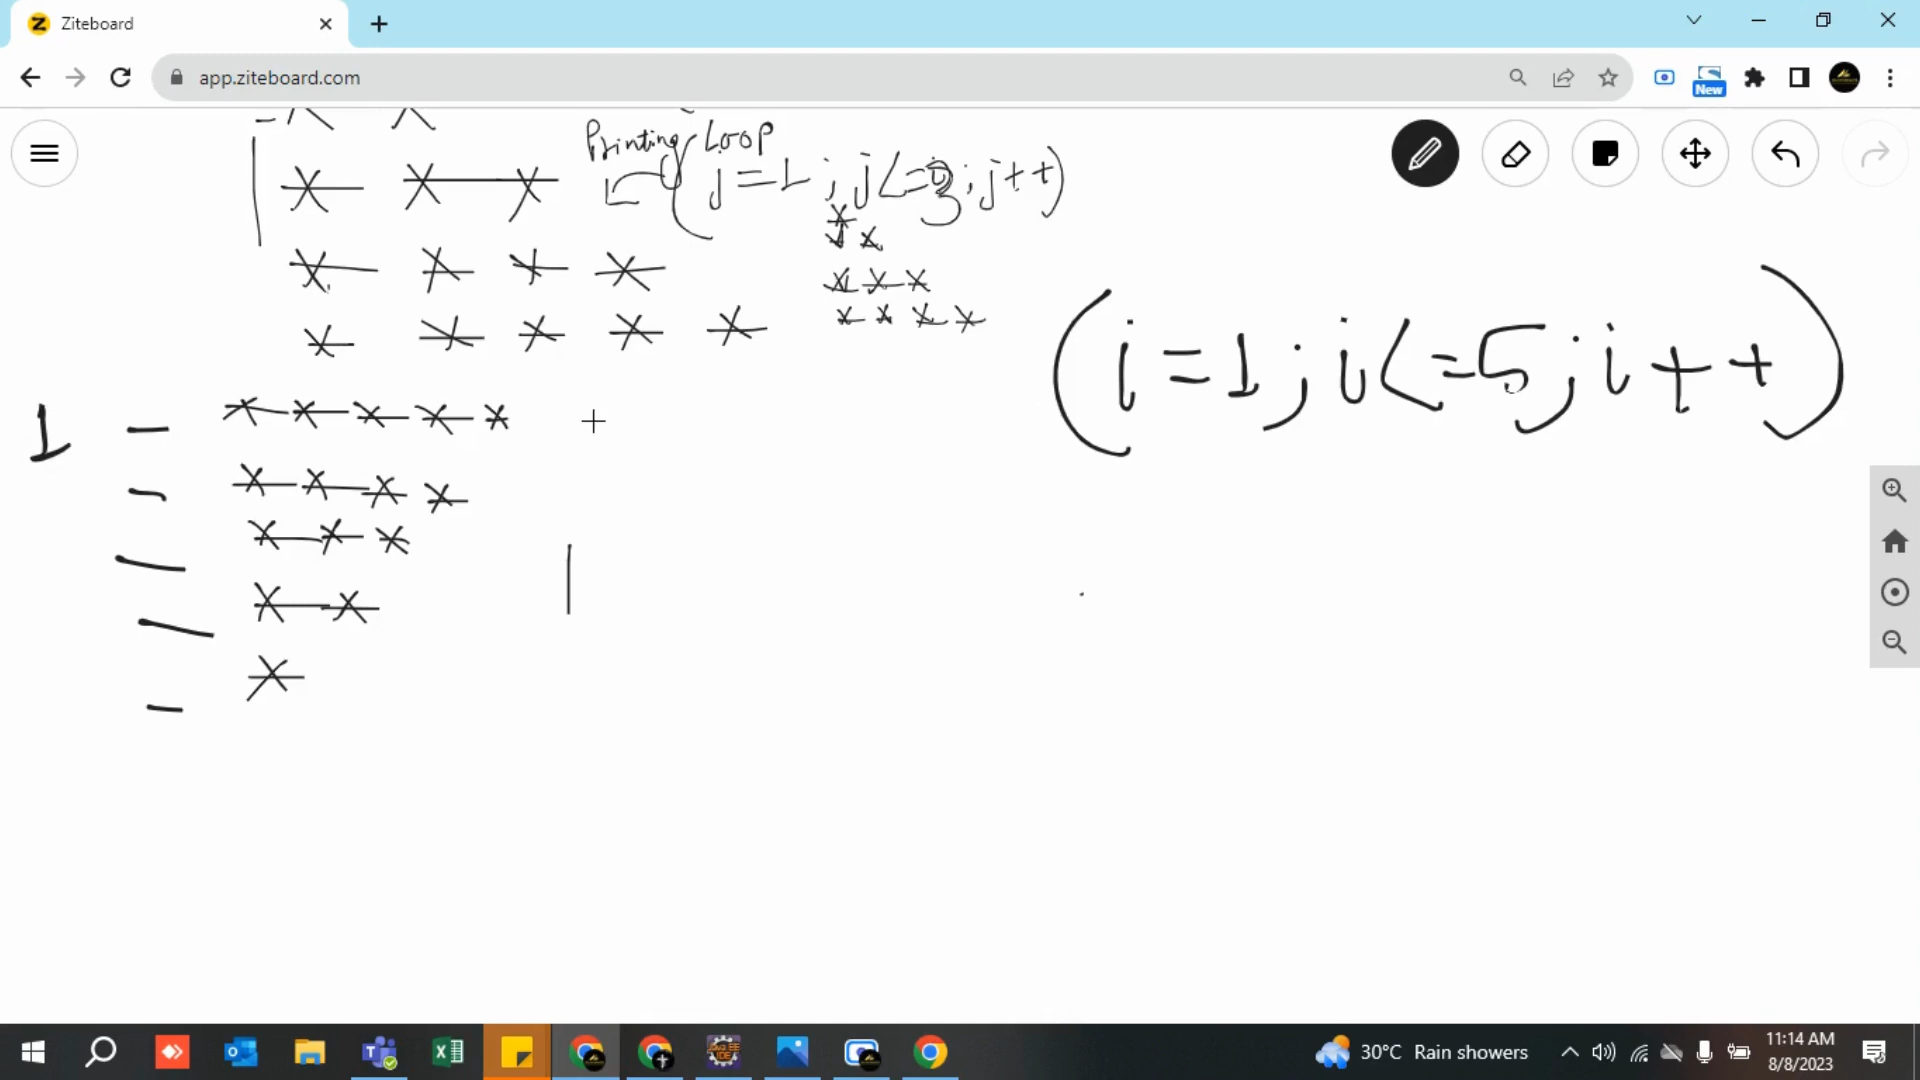 Ziteboard
app.ziteboard.com
New
Printing Loop
(j=1; j<=3; j++)
(i=1; i<=5; i++)
1
30°C Rain showers
11:14 AM
8/8/2023